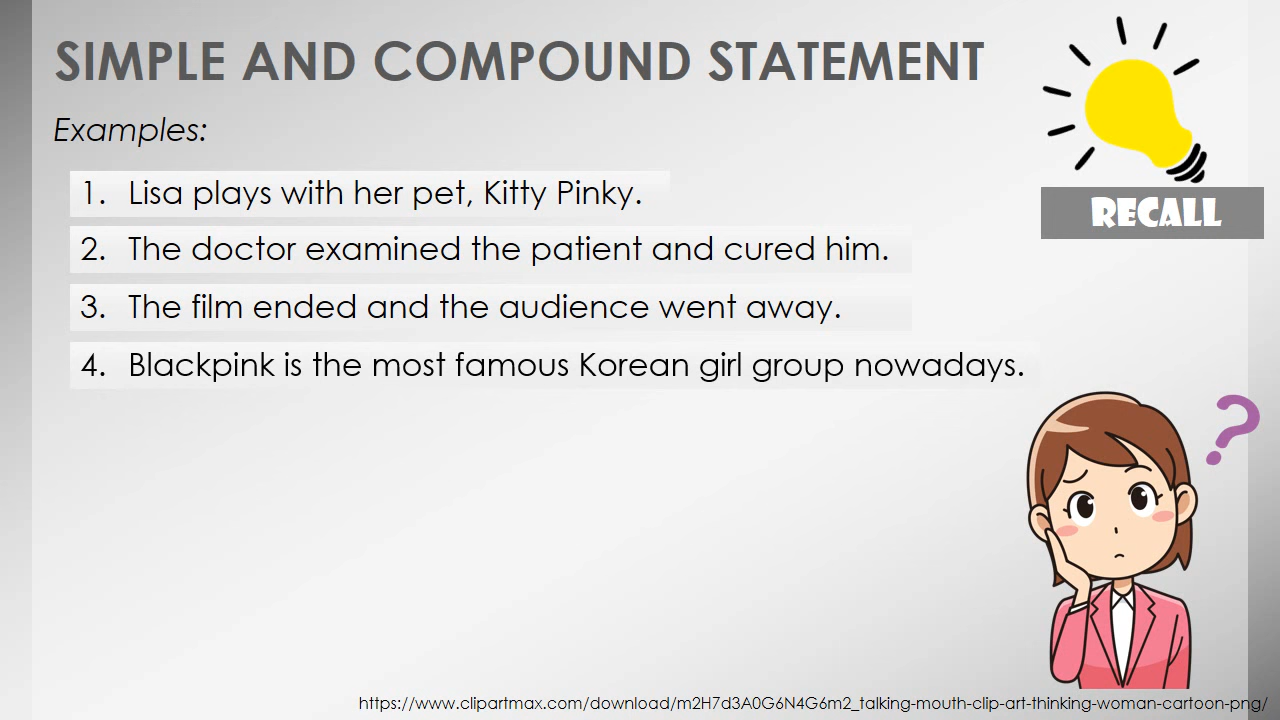 SIMPLE AND COMPOUND STATEMENT
Examples:
RECALL
1. Lisa plays with her pet, Kitty Pinky.
2. The doctor examined the patient and cured him.
3. The film ended and the audience went away.
4. Blackpink is the most famous Korean girl group nowadays.
?
https://www.clipartmax.com/download/m2H7d3A0G6N4G6m2_talking-mouth-clip-art-thinking-woman-cartoon-png/